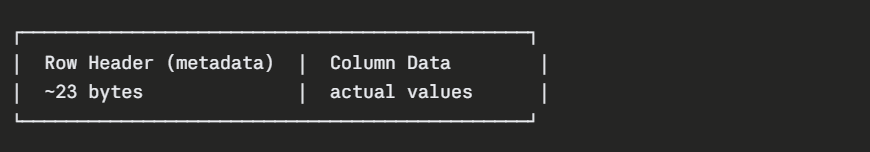 Row Header (metadata) | Column Data
~23 bytes | actual values